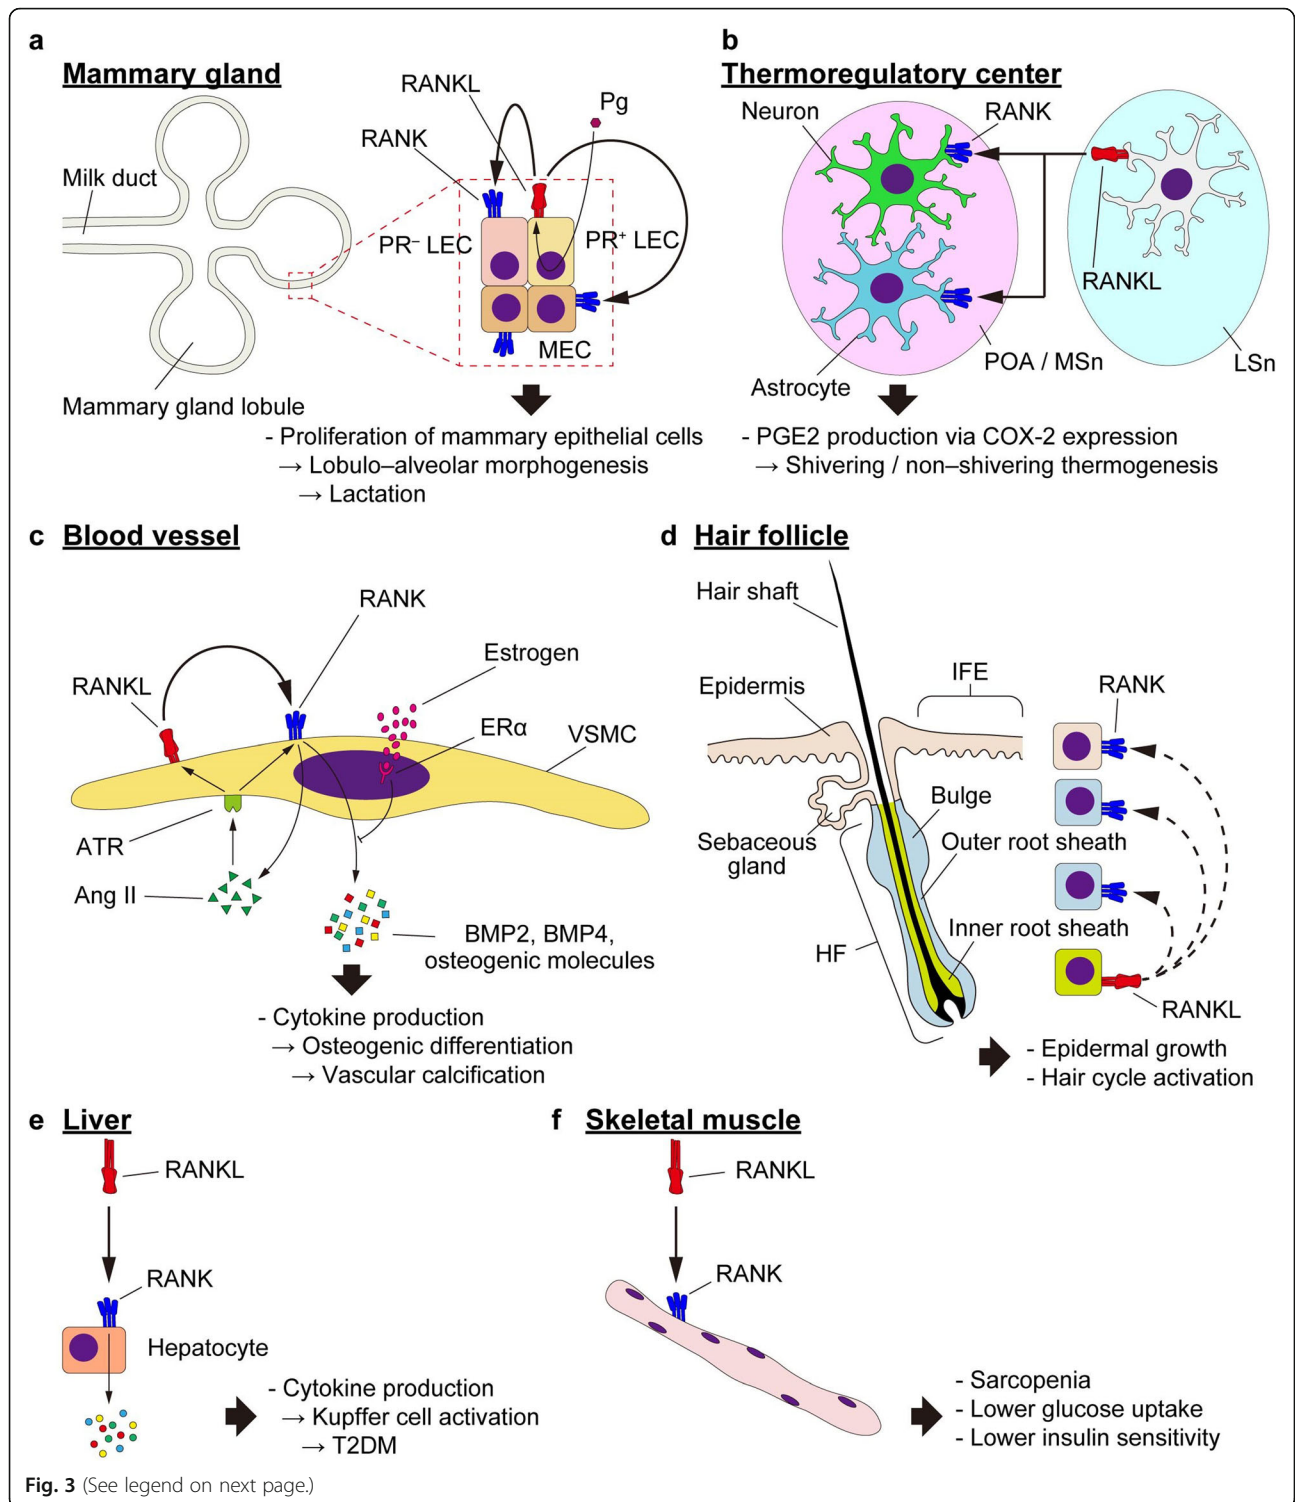 a
Mammary gland
RANKL
Pg
RANK
Milk duct
PR⁻ LEC
PR⁺ LEC
MEC
Mammary gland lobule
- Proliferation of mammary epithelial cells
→ Lobulo–alveolar morphogenesis
→ Lactation
b
Thermoregulatory center
Neuron
RANK
RANKL
POA / MSn
LSn
Astrocyte
- PGE2 production via COX-2 expression
→ Shivering / non–shivering thermogenesis
c Blood vessel
RANK
Estrogen
RANKL
ERα
VSMC
ATR
Ang II
BMP2, BMP4,
osteogenic molecules
- Cytokine production
→ Osteogenic differentiation
→ Vascular calcification
d Hair follicle
Hair shaft
IFE
Epidermis
RANK
Bulge
Sebaceous
gland
Outer root sheath
Inner root sheath
HF
RANKL
- Epidermal growth
- Hair cycle activation
e Liver
RANKL
RANK
Hepatocyte
- Cytokine production
→ Kupffer cell activation
→ T2DM
f Skeletal muscle
RANKL
RANK
- Sarcopenia
- Lower glucose uptake
- Lower insulin sensitivity
Fig. 3 (See legend on next page.)